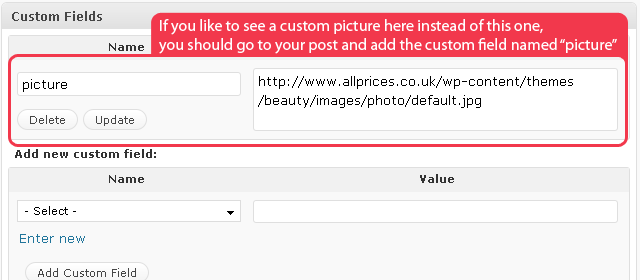 Custom Fields
If you like to see a custom picture here instead of this one,
you should go to your post and add the custom field named “picture”
Name
picture
http://www.allprices.co.uk/wp-content/themes
/beauty/images/photo/default.jpg
Delete Update
Add new custom field:
Name Value
- Select -
Enter new
Add Custom Field